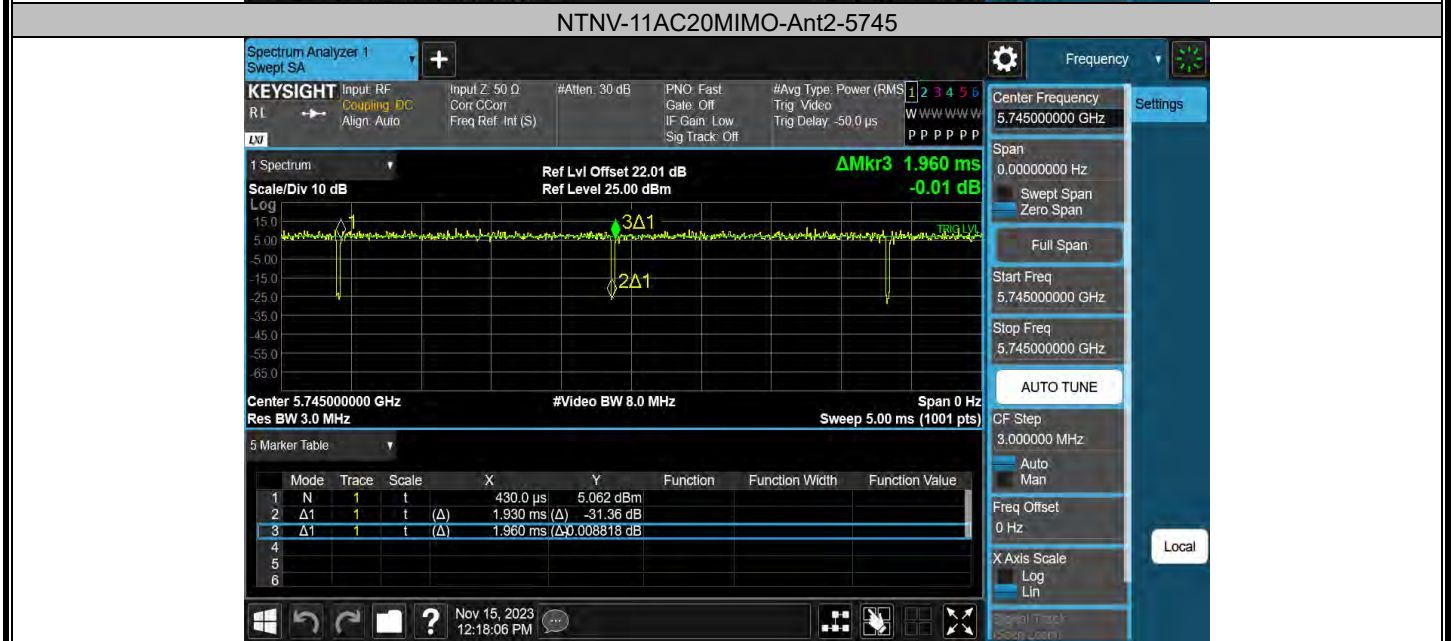 NTNV-11AC20MIMO-Ant2-5745
Spectrum Analyzer 1
Swept SA
Frequency
KEYSIGHT
RL
LXI
Input: RF
Coupling: DC
Align: Auto
Input Z: 50 Ω
Corr CCorr
Freq Ref: Int (S)
#Atten: 30 dB
PNO: Fast
Gate: Off
IF Gain: Low
Sig Track: Off
#Avg Type: Power (RMS
Trig: Video
Trig Delay: -50.0 µs
1 2 3 4 5 6
W W W W W W
P P P P P P
Center Frequency
5.745000000 GHz
Settings
Span
0.00000000 Hz
Swept Span
Zero Span
Full Span
Start Freq
5.745000000 GHz
Stop Freq
5.745000000 GHz
AUTO TUNE
CF Step
3.000000 MHz
Auto
Man
Freq Offset
0 Hz
X Axis Scale
Log
Lin
Signal Track
(Span Zoom)
Local
1 Spectrum
Scale/Div 10 dB
Ref Lvl Offset 22.01 dB
Ref Level 25.00 dBm
ΔMkr3 1.960 ms
-0.01 dB
Log
15.0
5.00
-5.00
-15.0
-25.0
-35.0
-45.0
-55.0
-65.0
1
3Δ1
2Δ1
TRIG LVL
Center 5.745000000 GHz
#Video BW 8.0 MHz
Span 0 Hz
Res BW 3.0 MHz
Sweep 5.00 ms (1001 pts)
5 Marker Table
Mode Trace Scale X Y Function Function Width Function Value
1 N 1 t 430.0 µs 5.062 dBm
2 Δ1 1 t (Δ) 1.930 ms (Δ) -31.36 dB
3 Δ1 1 t (Δ) 1.960 ms (Δ) -0.008818 dB
4
5
6
?
Nov 15, 2023
12:18:06 PM